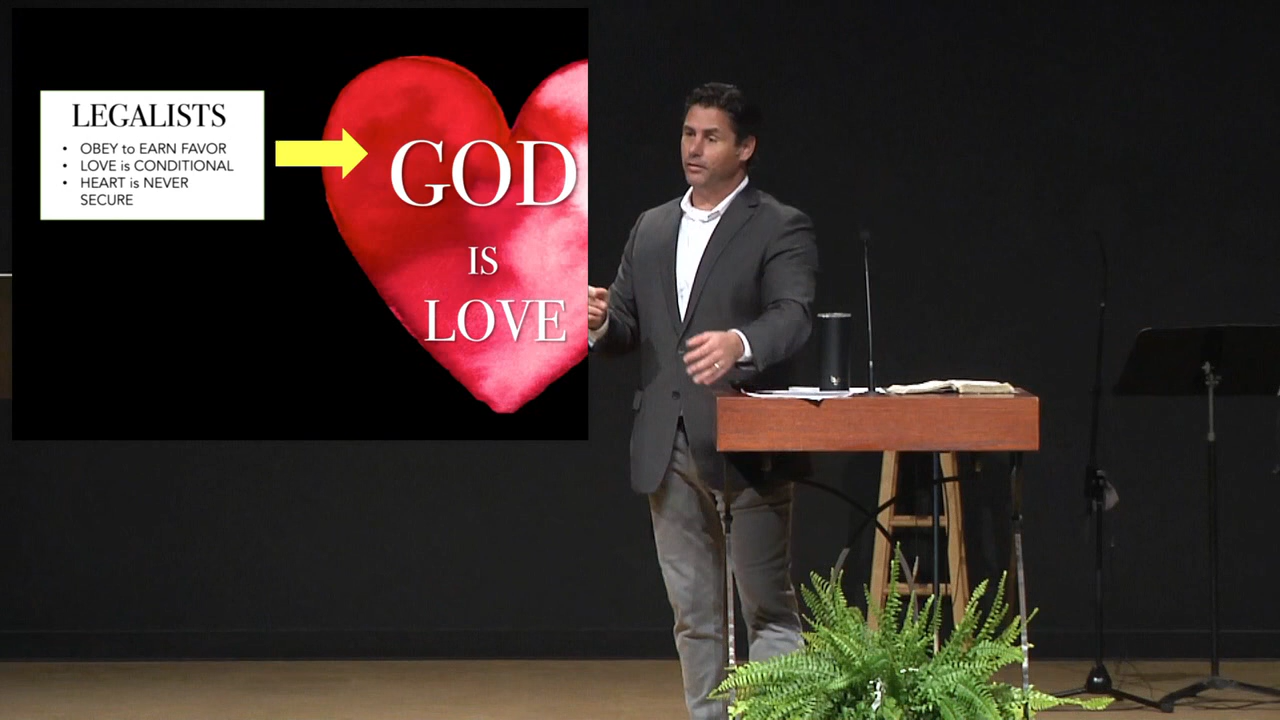 LEGALISTS
• OBEY to EARN FAVOR
• LOVE is CONDITIONAL
• HEART is NEVER
SECURE
GOD
IS
LOVE